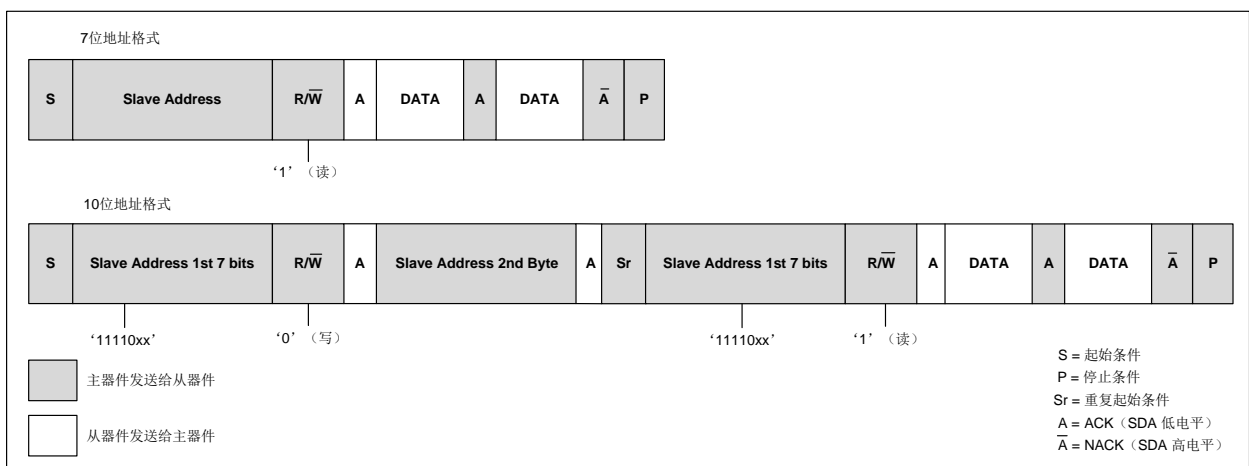 7位地址格式
S Slave Address R/W̅ A DATA A DATA A̅ P
‘1’（读）
10位地址格式
S Slave Address 1st 7 bits R/W̅ A Slave Address 2nd Byte A Sr Slave Address 1st 7 bits R/W̅ A DATA A DATA A̅ P
‘11110xx’ ‘0’（写） ‘11110xx’ ‘1’（读）
主器件发送给从器件
从器件发送给主器件
S = 起始条件
P = 停止条件
Sr = 重复起始条件
A = ACK（SDA 低电平）
A̅ = NACK（SDA 高电平）